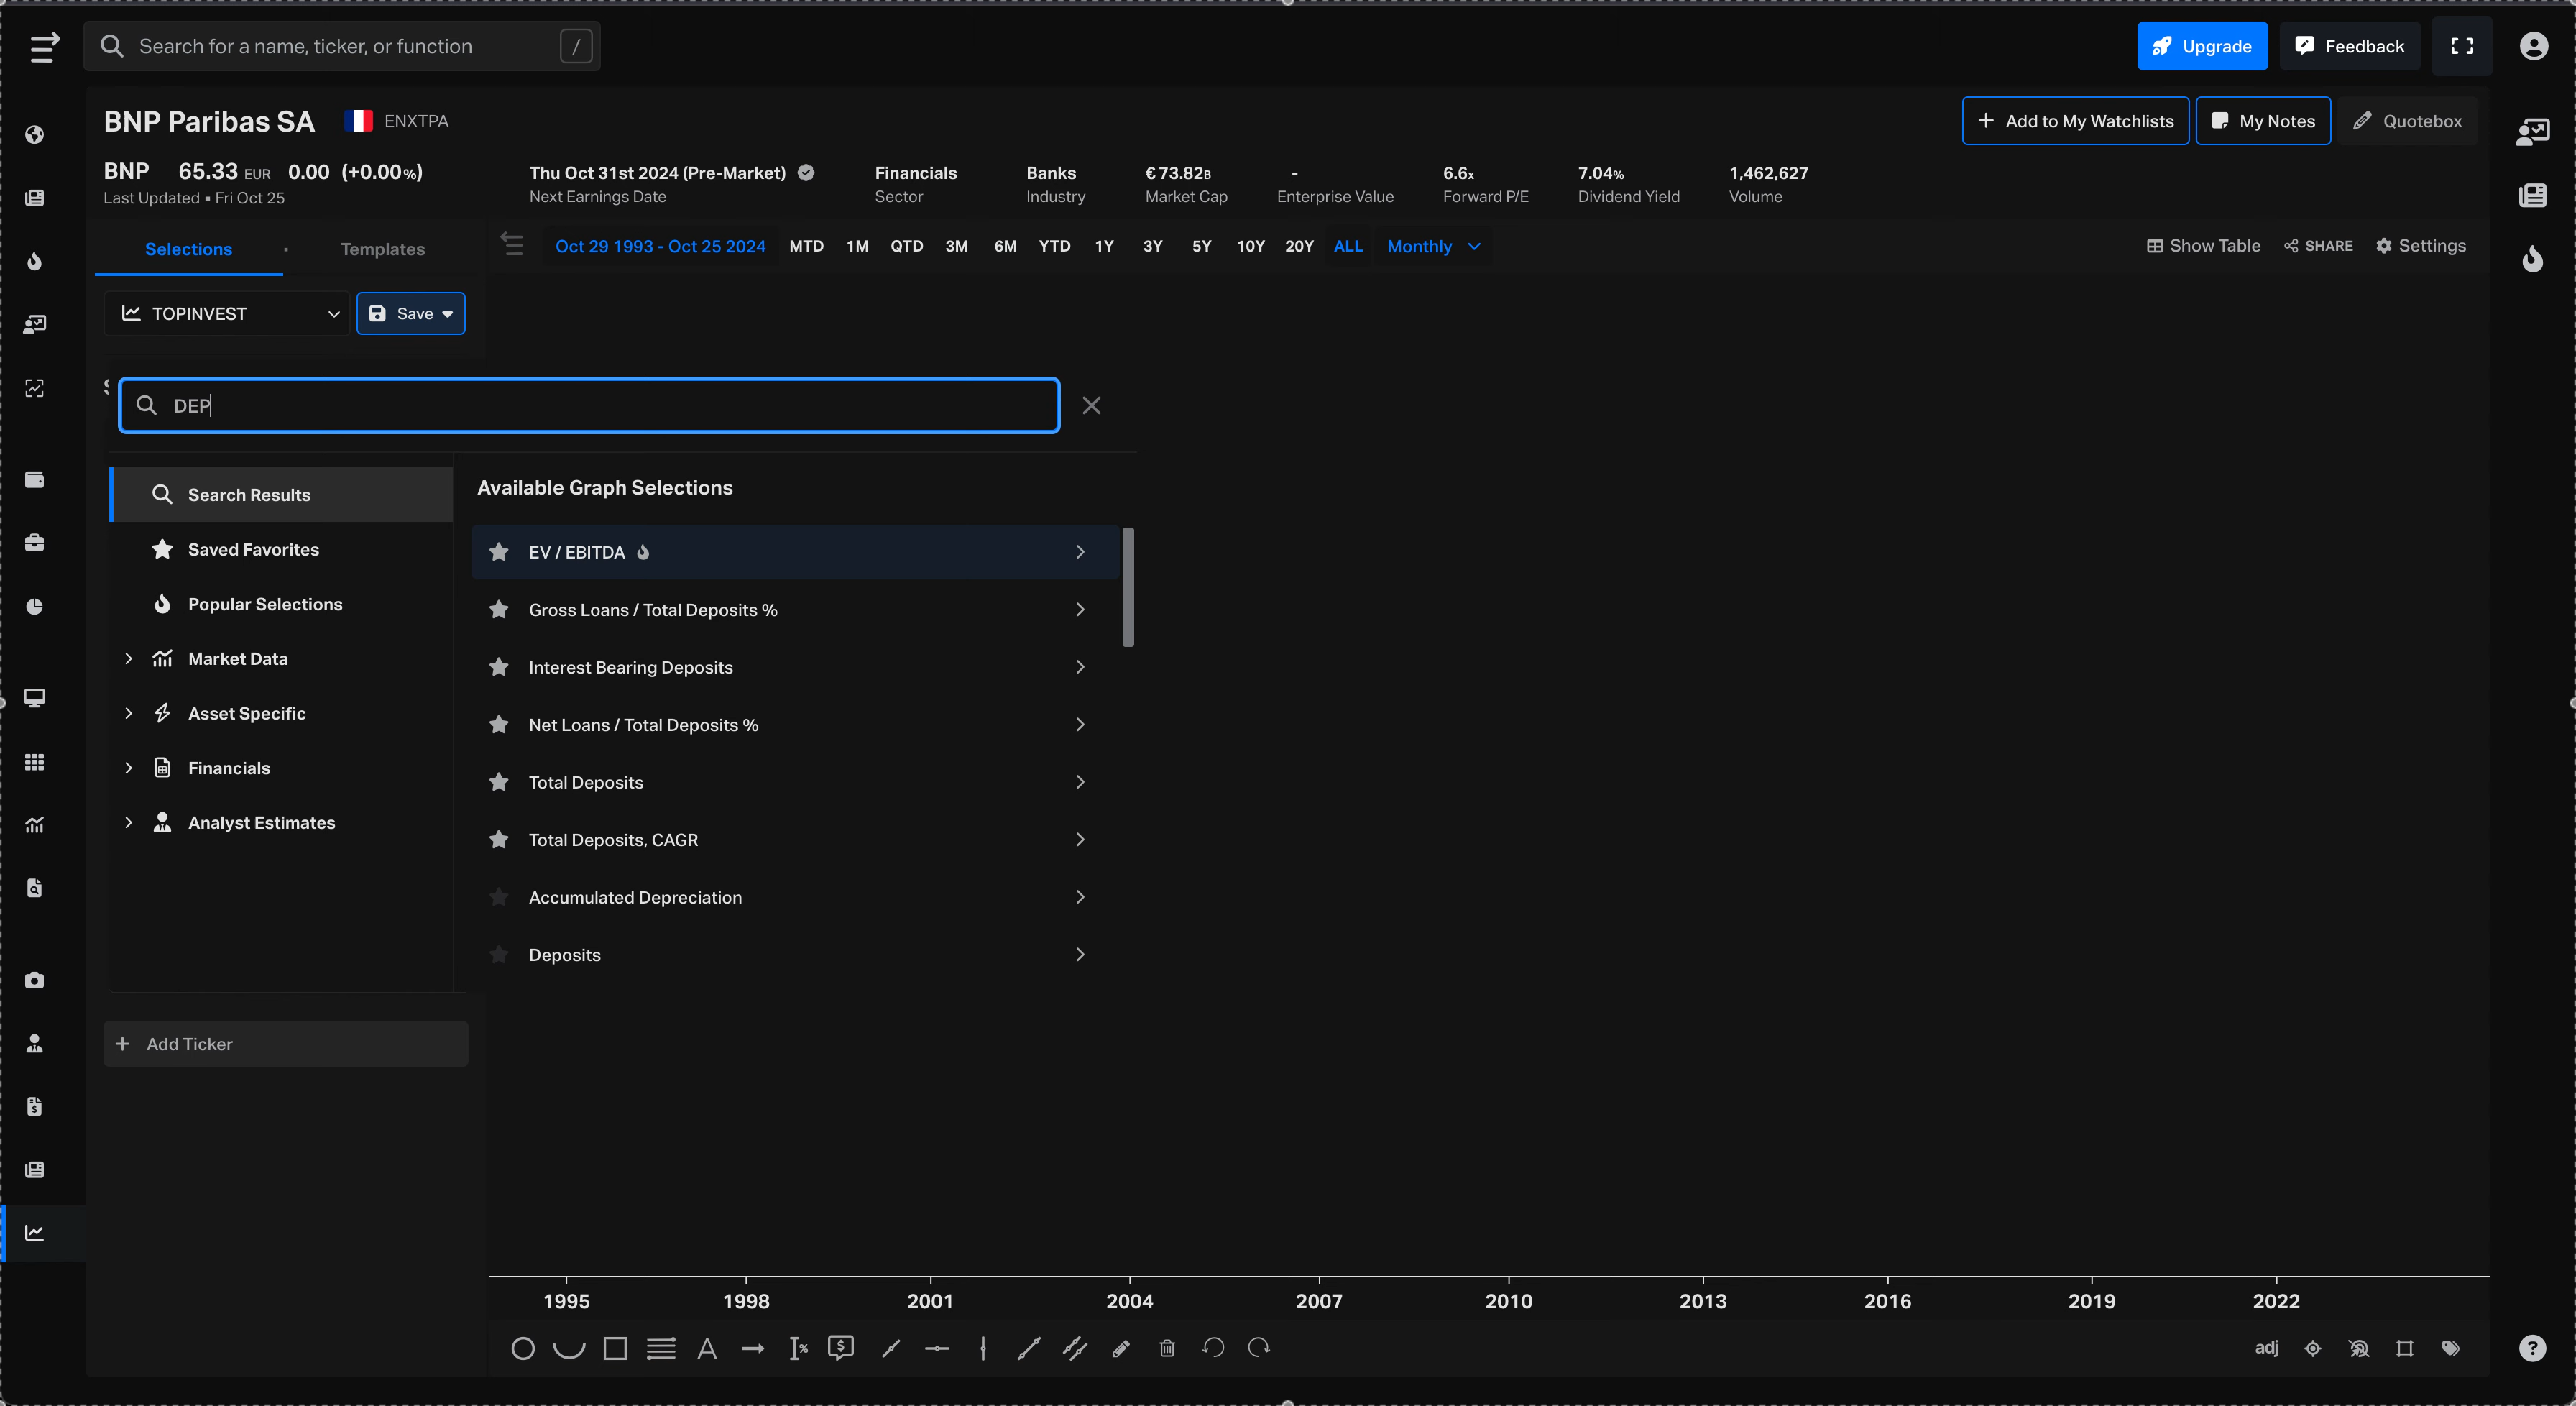 Search for a name, ticker, or function /
Upgrade
Feedback
BNP Paribas SA ENXTPA
Add to My Watchlists
My Notes
Quotebox
BNP 65.33 EUR 0.00 (+0.00%)
Last Updated ▪ Fri Oct 25
Thu Oct 31st 2024 (Pre-Market)
Next Earnings Date
Financials
Sector
Banks
Industry
€73.82B
Market Cap
-
Enterprise Value
6.6x
Forward P/E
7.04%
Dividend Yield
1,462,627
Volume
Selections · Templates
Oct 29 1993 - Oct 25 2024 MTD 1M QTD 3M 6M YTD 1Y 3Y 5Y 10Y 20Y ALL Monthly
Show Table SHARE Settings
TOPINVEST
Save
DEP
Search Results
Saved Favorites
Popular Selections
Market Data
Asset Specific
Financials
Analyst Estimates
Available Graph Selections
EV / EBITDA
Gross Loans / Total Deposits %
Interest Bearing Deposits
Net Loans / Total Deposits %
Total Deposits
Total Deposits, CAGR
Accumulated Depreciation
Deposits
+ Add Ticker
1995 1998 2001 2004 2007 2010 2013 2016 2019 2022
adj